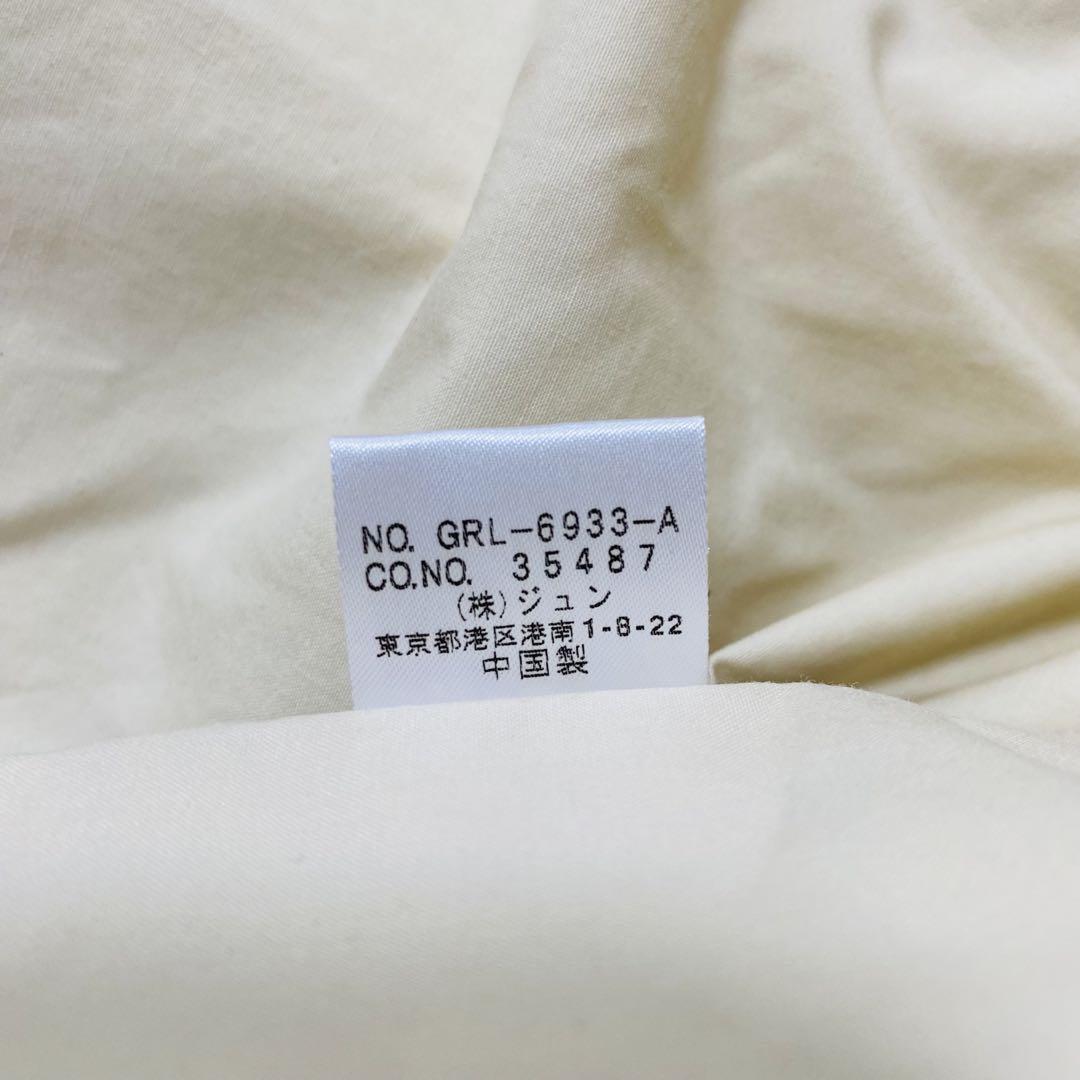 NO. GRL-6933-A
CO.NO. 35487
(株)ジュン
東京都港区港南1-8-22
中国製